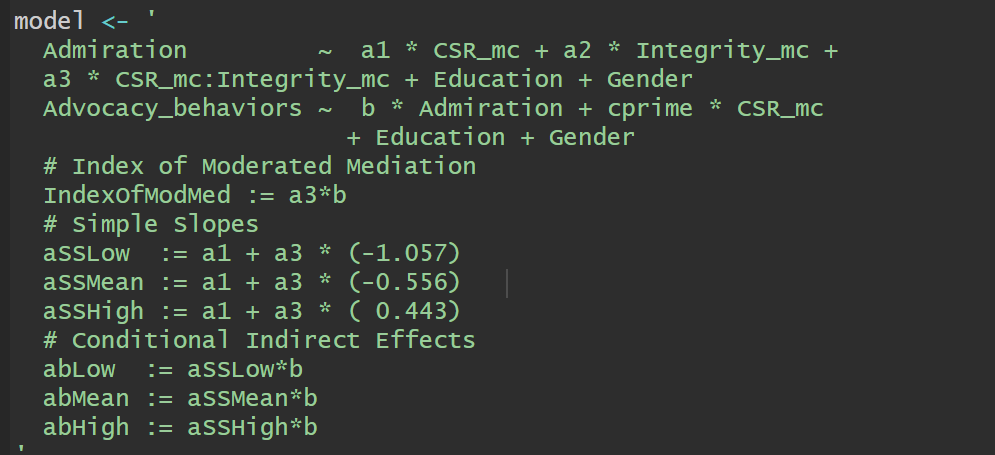 model <- '
  Admiration         ~  a1 * CSR_mc + a2 * Integrity_mc +
  a3 * CSR_mc:Integrity_mc + Education + Gender
  Advocacy_behaviors ~  b * Admiration + cprime * CSR_mc
                       + Education + Gender
  # Index of Moderated Mediation
  IndexOfModMed := a3*b
  # Simple Slopes
  aSSLow  := a1 + a3 * (-1.057)
  aSSMean := a1 + a3 * (-0.556)
  aSSHigh := a1 + a3 * ( 0.443)
  # Conditional Indirect Effects
  abLow  := aSSLow*b
  abMean := aSSMean*b
  abHigh := aSSHigh*b
'